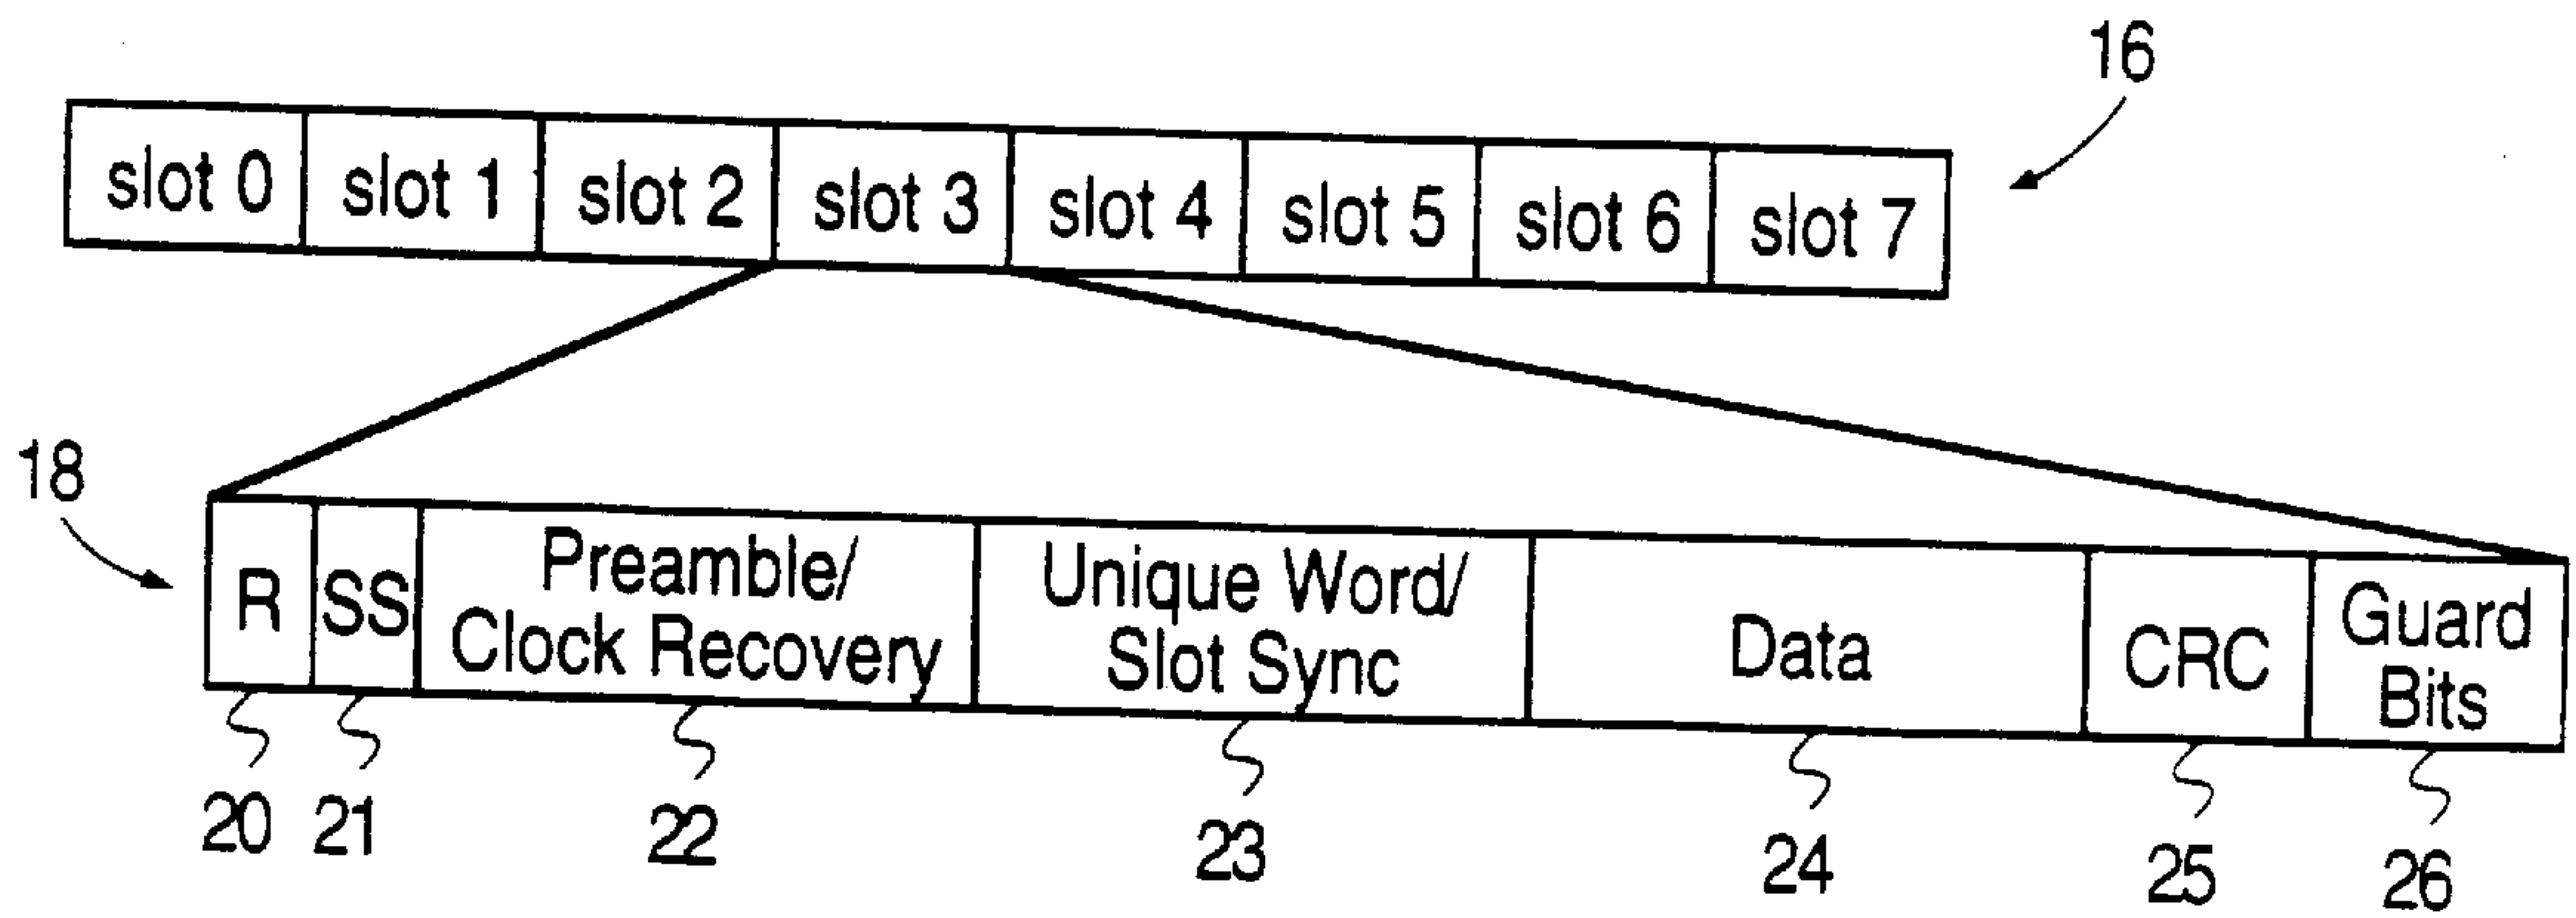 16
slot 0 slot 1 slot 2 slot 3 slot 4 slot 5 slot 6 slot 7
18
R SS Preamble/ Unique Word/ Data CRC Guard
Clock Recovery Slot Sync Bits
20 21 22 23 24 25 26